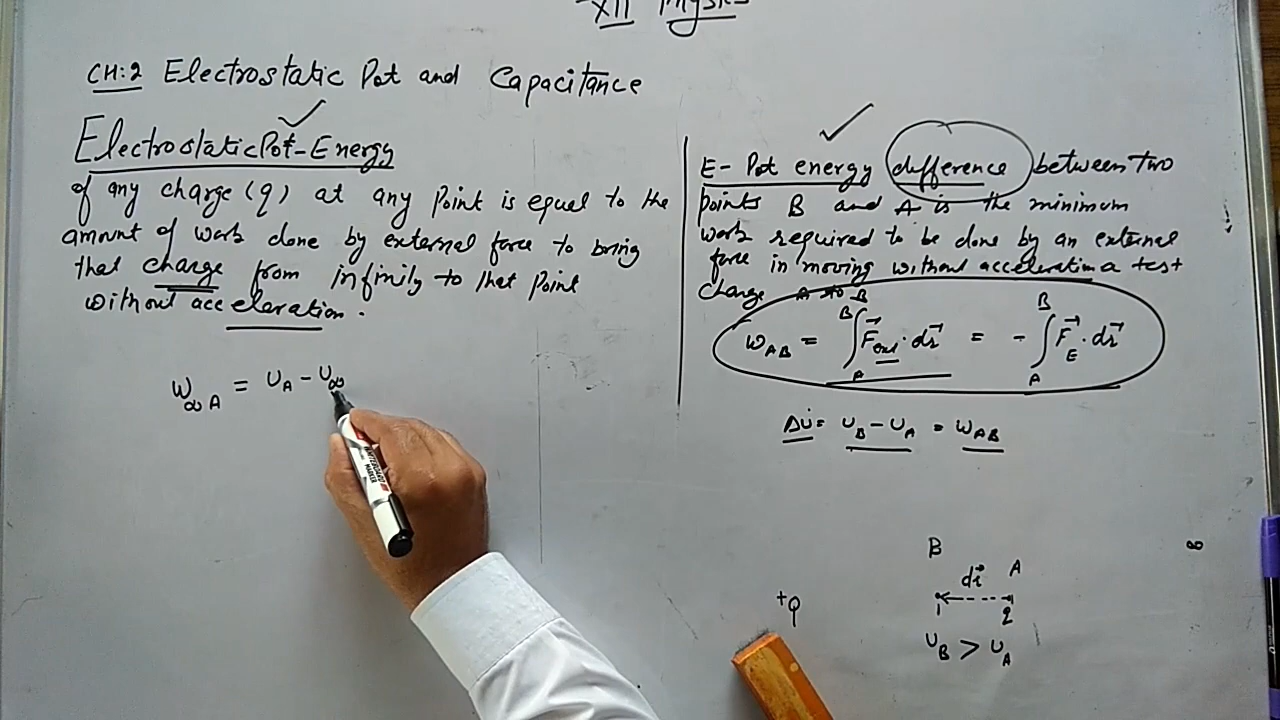 XII Physics
CH:2 Electrostatic Pot and Capacitance
Electrostatic Pot-Energy
of any charge (q) at any Point is equal to the
amount of work done by external force to bring
that charge from infinity to that Point
without acceleration.
W∞A = UA - U∞
E- Pot energy difference between two
points B and A is the minimum
work required to be done by an external
force in moving without acceleration a test
charge A to B
WAB = ∫AB F⃗ext · dr⃗ = - ∫AB F⃗E · dr⃗
ΔU = UB - UA = WAB
B
∞
A
dr⃗
+Q
UB > UA
WHITEBOARD
MARKER